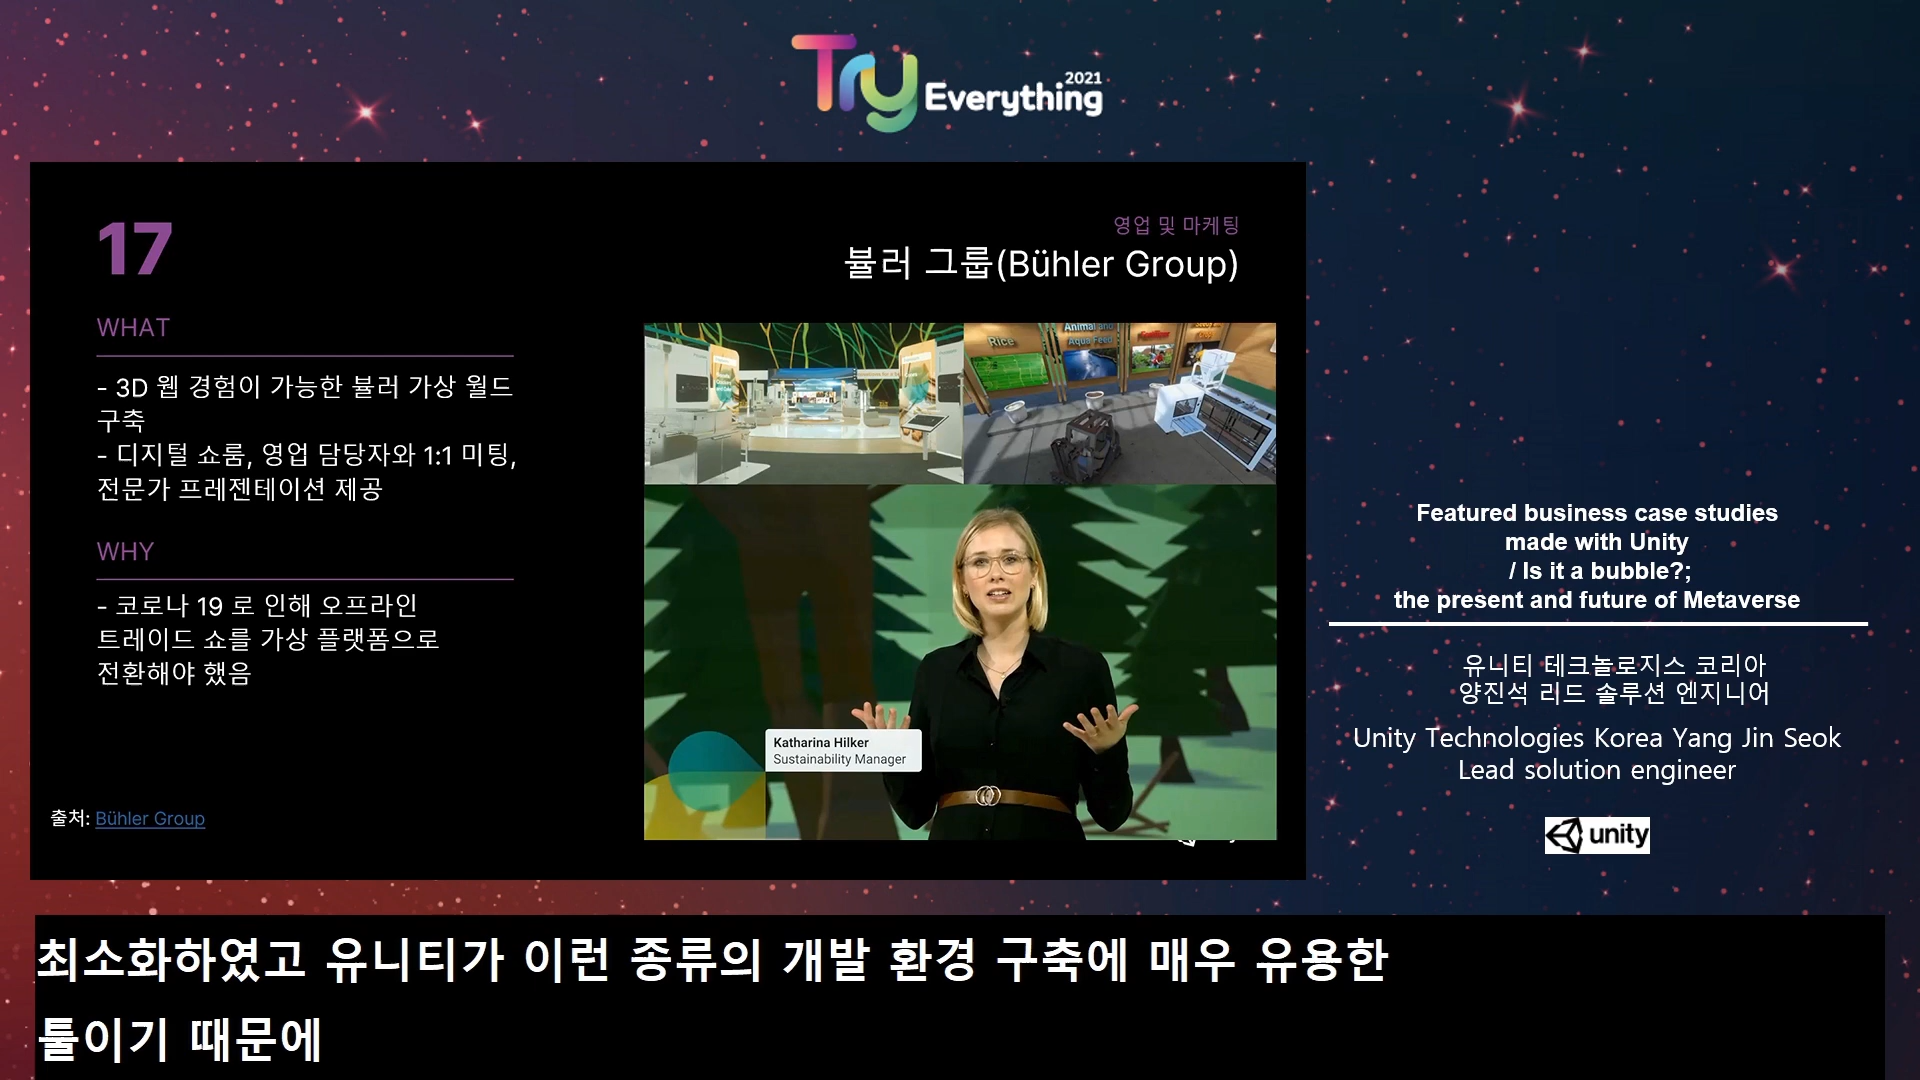 Try Everything 2021
17
영업 및 마케팅
뷸러 그룹(Bühler Group)
WHAT
- 3D 웹 경험이 가능한 뷸러 가상 월드
구축
- 디지털 쇼룸, 영업 담당자와 1:1 미팅,
전문가 프레젠테이션 제공
WHY
- 코로나 19 로 인해 오프라인
트레이드 쇼를 가상 플랫폼으로
전환해야 했음
출처: Bühler Group
Rice
Animal and
Aqua Feed
Katharina Hilker
Sustainability Manager
Featured business case studies
made with Unity
/ Is it a bubble?;
the present and future of Metaverse
유니티 테크놀로지스 코리아
양진석 리드 솔루션 엔지니어
Unity Technologies Korea Yang Jin Seok
Lead solution engineer
unity
최소화하였고 유니티가 이런 종류의 개발 환경 구축에 매우 유용한
툴이기 때문에